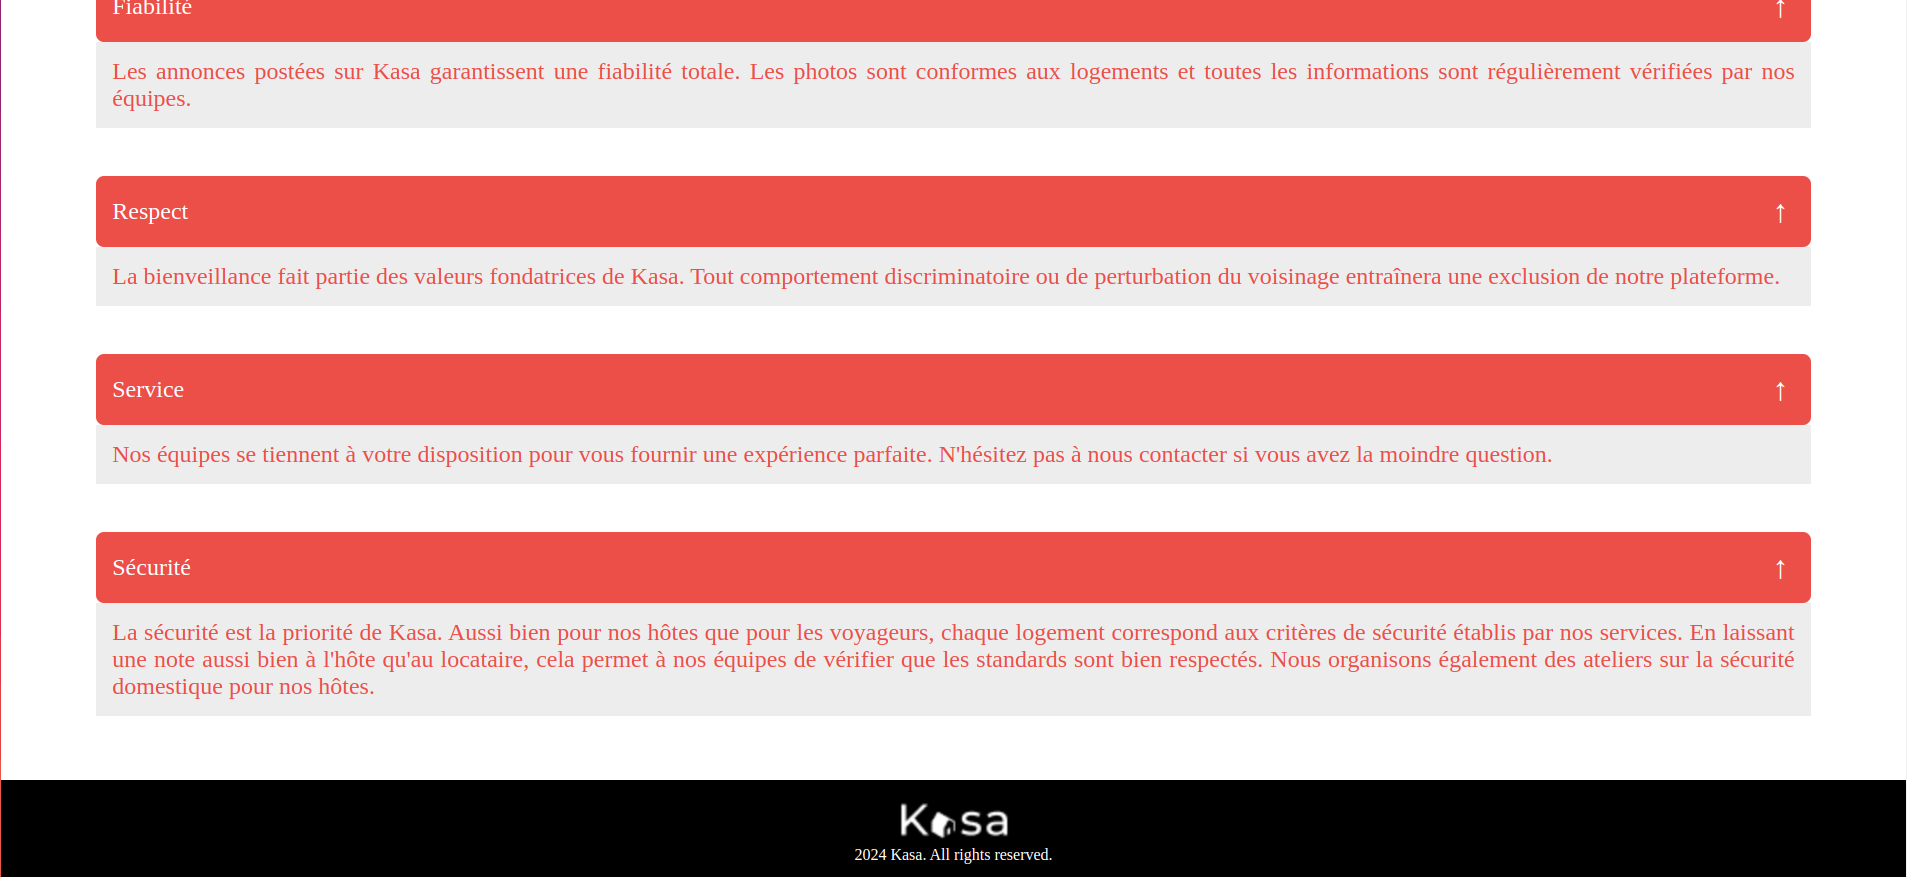 Fiabilité ↑
Les annonces postées sur Kasa garantissent une fiabilité totale. Les photos sont conformes aux logements et toutes les informations sont régulièrement vérifiées par nos
équipes.
Respect ↑
La bienveillance fait partie des valeurs fondatrices de Kasa. Tout comportement discriminatoire ou de perturbation du voisinage entraînera une exclusion de notre plateforme.
Service ↑
Nos équipes se tiennent à votre disposition pour vous fournir une expérience parfaite. N'hésitez pas à nous contacter si vous avez la moindre question.
Sécurité ↑
La sécurité est la priorité de Kasa. Aussi bien pour nos hôtes que pour les voyageurs, chaque logement correspond aux critères de sécurité établis par nos services. En laissant
une note aussi bien à l'hôte qu'au locataire, cela permet à nos équipes de vérifier que les standards sont bien respectés. Nous organisons également des ateliers sur la sécurité
domestique pour nos hôtes.
Kasa
2024 Kasa. All rights reserved.